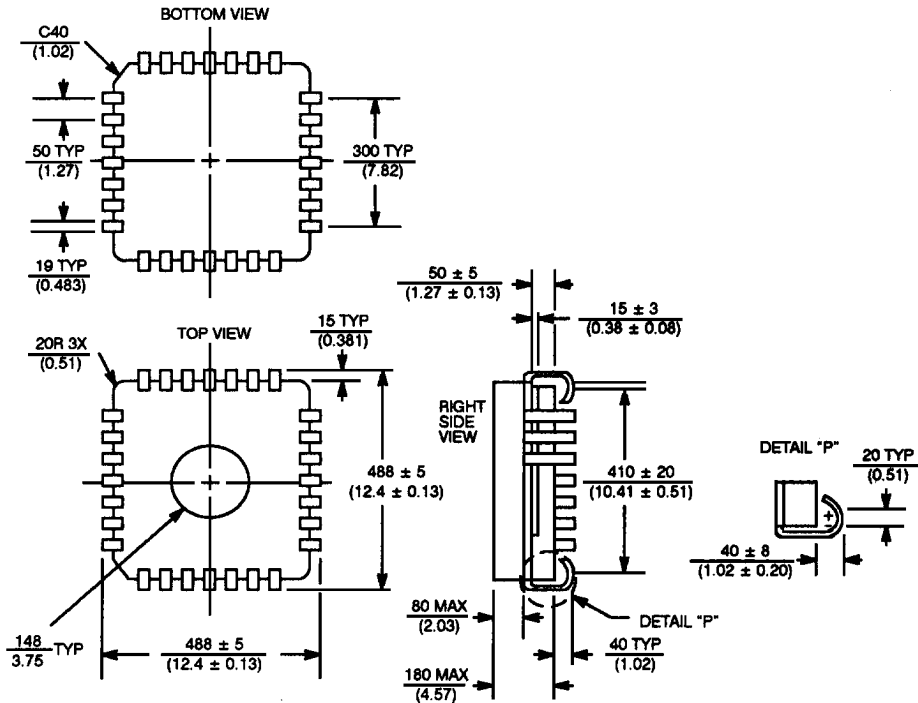 BOTTOM VIEW
C40
(1.02)
50 TYP
(1.27)
300 TYP
(7.82)
19 TYP
(0.483)
50 ± 5
(1.27 ± 0.13)
15 ± 3
(0.38 ± 0.08)
TOP VIEW
15 TYP
(0.381)
20R 3X
(0.51)
RIGHT
SIDE
VIEW
488 ± 5
(12.4 ± 0.13)
410 ± 20
(10.41 ± 0.51)
DETAIL "P"
20 TYP
(0.51)
40 ± 8
(1.02 ± 0.20)
80 MAX
(2.03)
DETAIL "P"
148
3.75
TYP
488 ± 5
(12.4 ± 0.13)
40 TYP
(1.02)
180 MAX
(4.57)